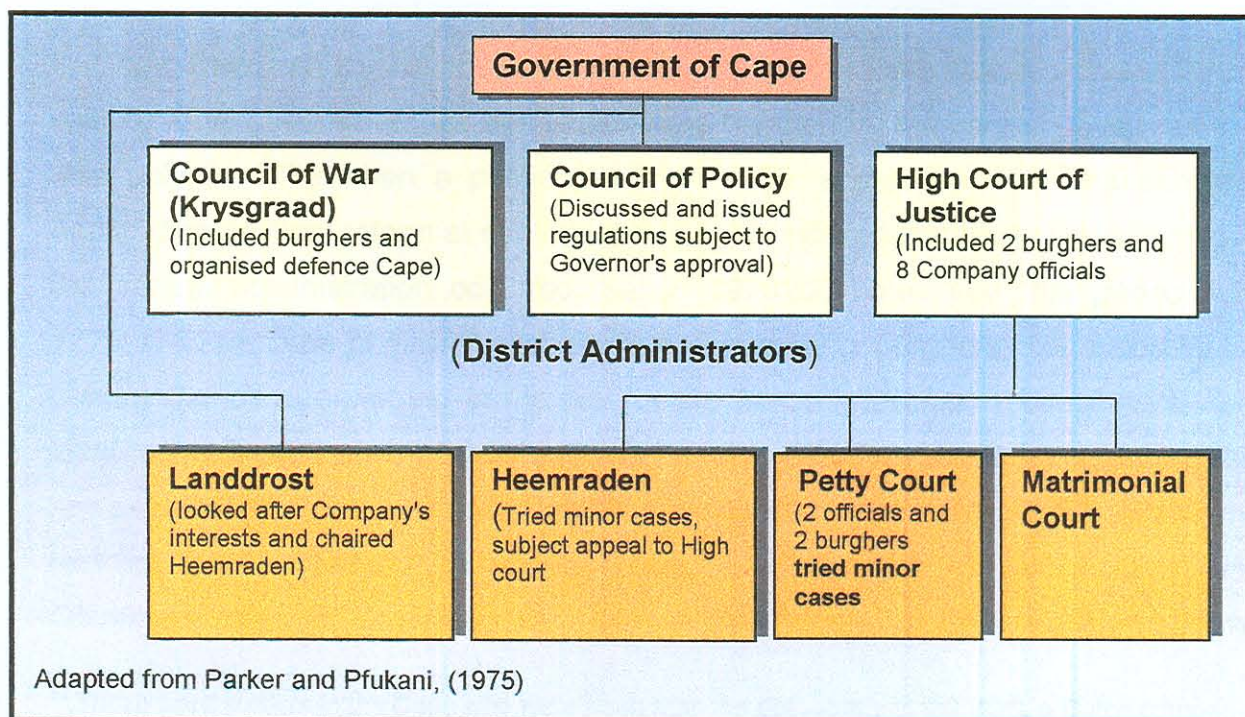 Government of Cape
Council of War
(Krysgraad)
(Included burghers and
organised defence Cape)
Council of Policy
(Discussed and issued
regulations subject to
Governor's approval)
High Court of
Justice
(Included 2 burghers and
8 Company officials
(District Administrators)
Landdrost
(looked after Company's
interests and chaired
Heemraden)
Heemraden
(Tried minor cases,
subject appeal to High
court
Petty Court
(2 officials and
2 burghers
tried minor
cases
Matrimonial
Court
Adapted from Parker and Pfukani, (1975)